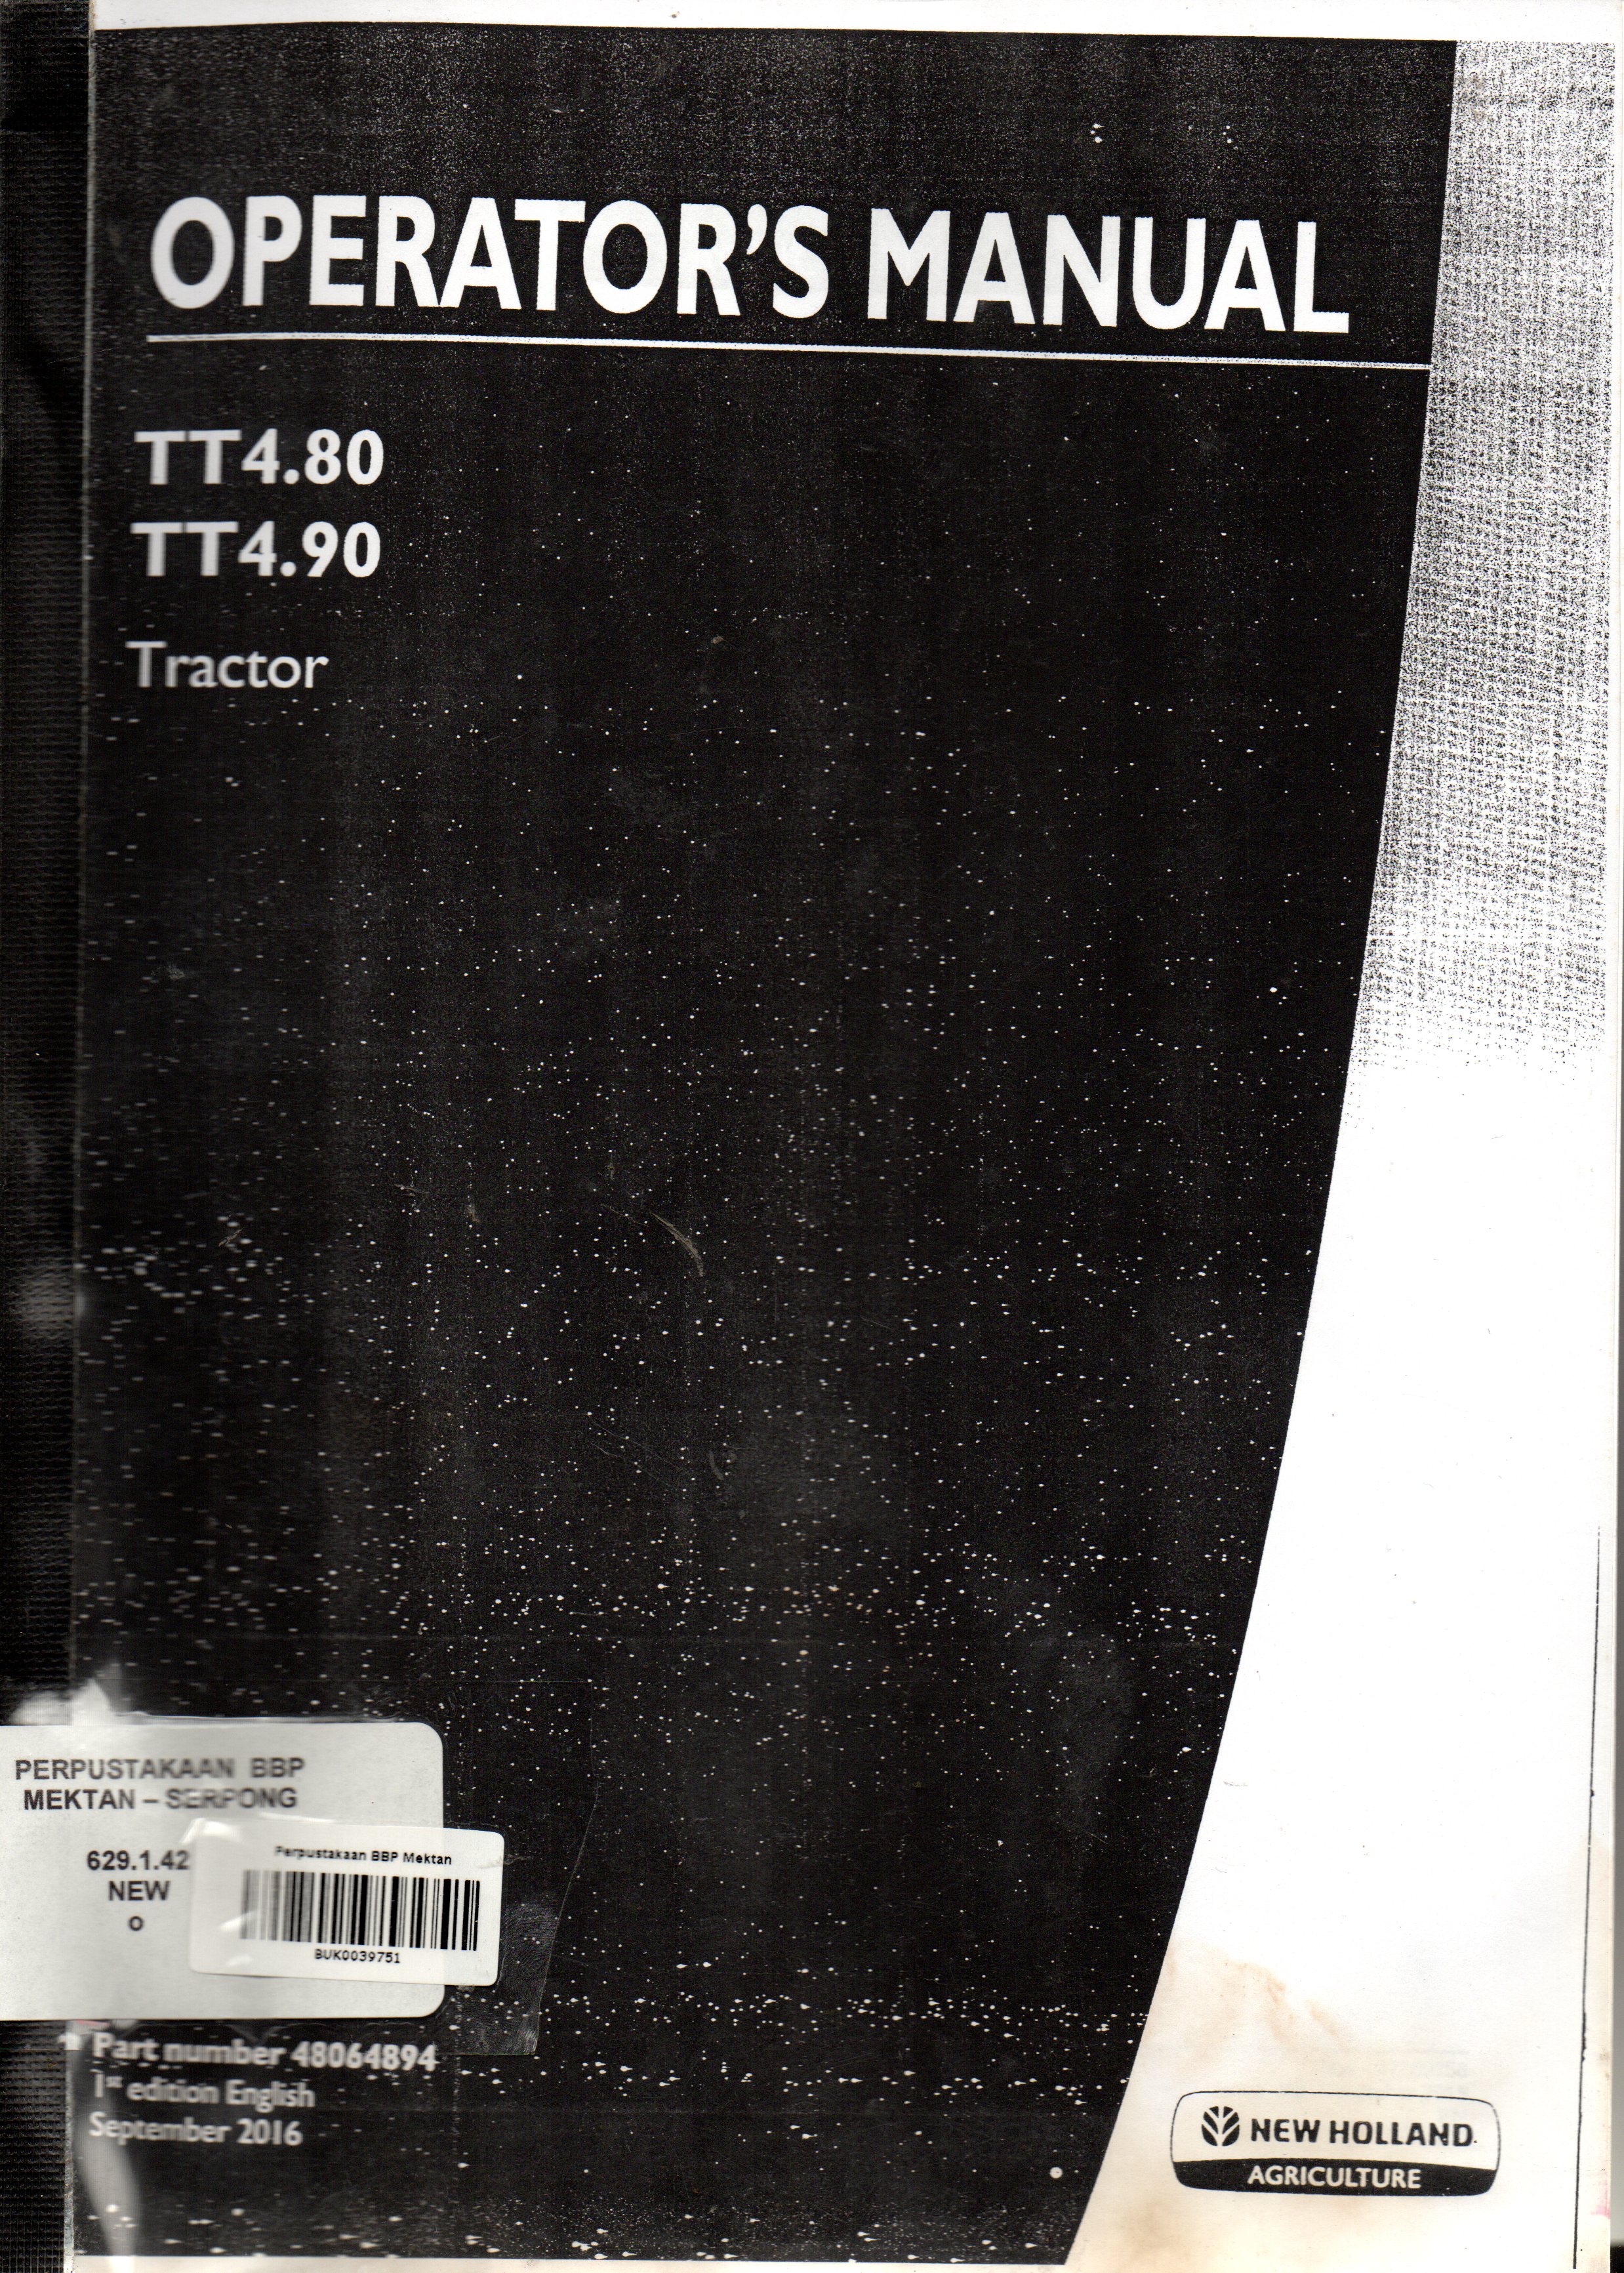 OPERATOR'S MANUAL
TT4.80
TT4.90
Tractor
PERPUSTAKAAN BBP
MEKTAN – SERPONG
629.1.42
NEW
o
Perpustakaan BBP Mektan
BUK0039751
Part number 48064894
1st edition English
September 2016
NEW HOLLAND
AGRICULTURE